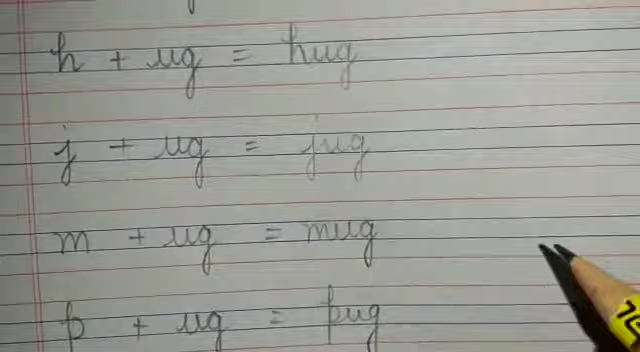 h + ug = hug
j + ug = jug
m + ug = mug
p + ug = pug